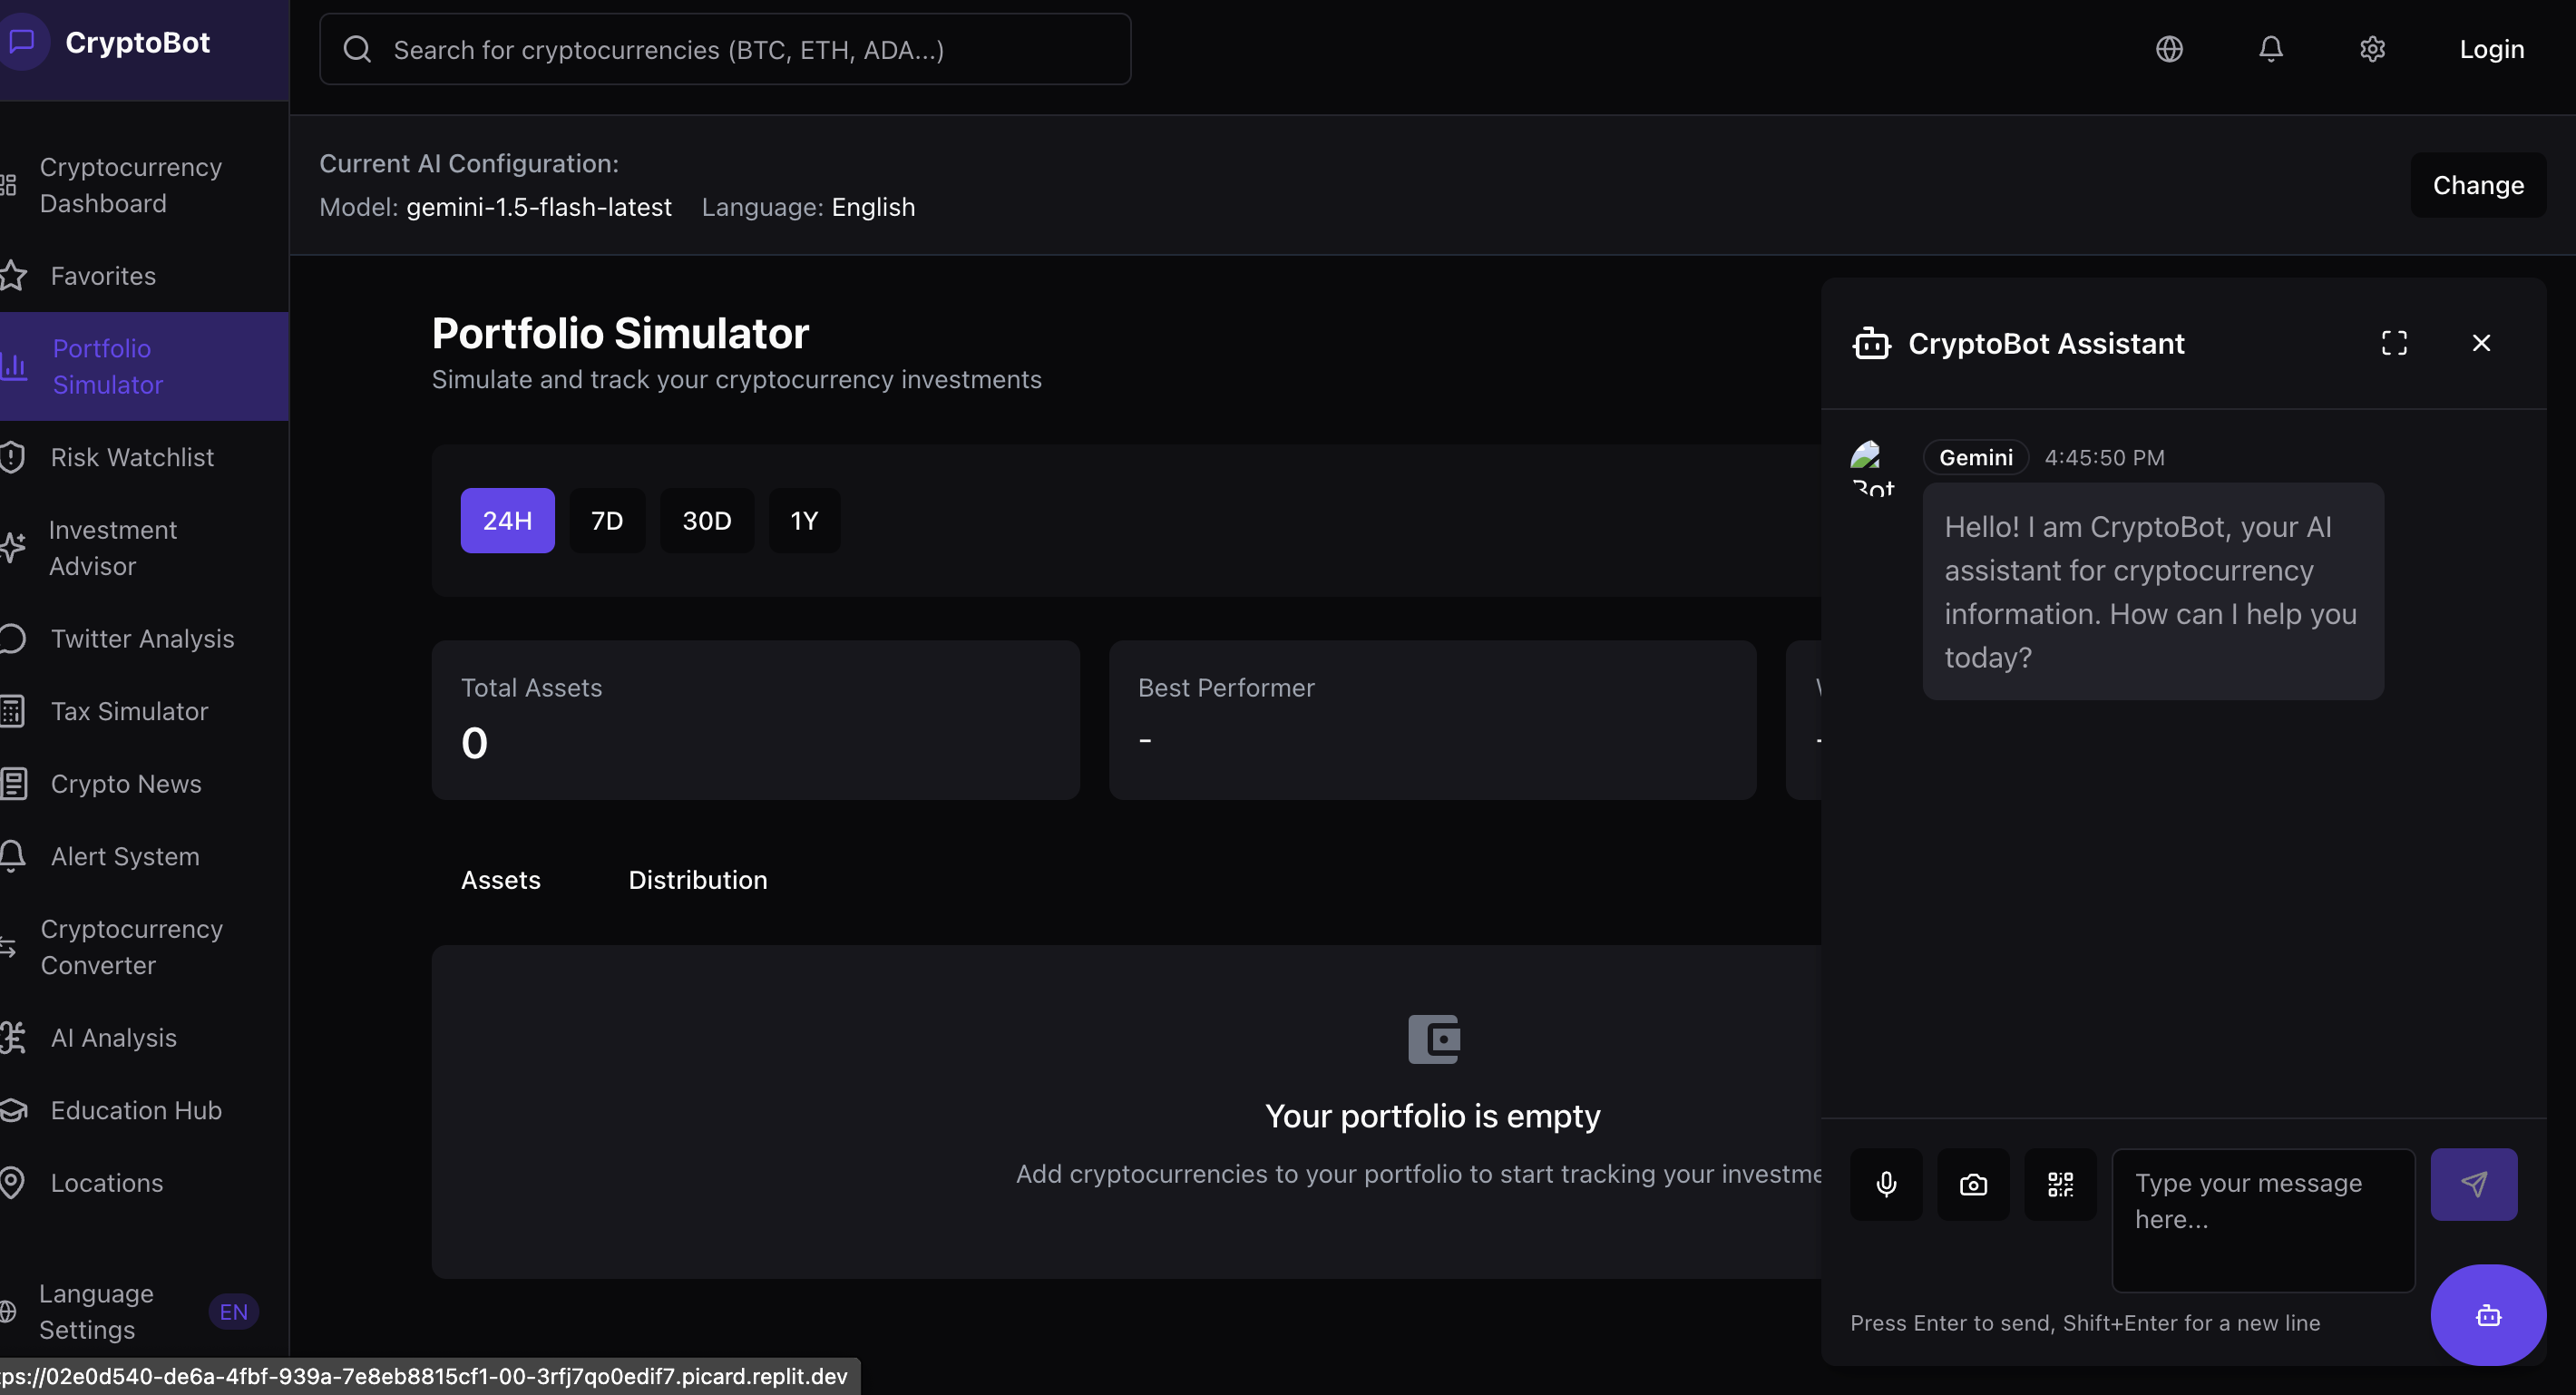 CryptoBot
Search for cryptocurrencies (BTC, ETH, ADA...)
Login
Current AI Configuration:
Model: gemini-1.5-flash-latest Language: English
Change
Cryptocurrency
Dashboard
Favorites
Portfolio
Simulator
Risk Watchlist
Investment
Advisor
Twitter Analysis
Tax Simulator
Crypto News
Alert System
Cryptocurrency
Converter
AI Analysis
Education Hub
Locations
Language
Settings
EN
Portfolio Simulator
Simulate and track your cryptocurrency investments
24H 7D 30D 1Y
Total Assets
0
Best Performer
-
Assets Distribution
Your portfolio is empty
Add cryptocurrencies to your portfolio to start tracking your
CryptoBot Assistant
Bot
Gemini 4:45:50 PM
Hello! I am CryptoBot, your AI
assistant for cryptocurrency
information. How can I help you
today?
Type your message
here...
Press Enter to send, Shift+Enter for a new line
ps://02e0d540-de6a-4fbf-939a-7e8eb8815cf1-00-3rfj7qo0edif7.picard.replit.dev